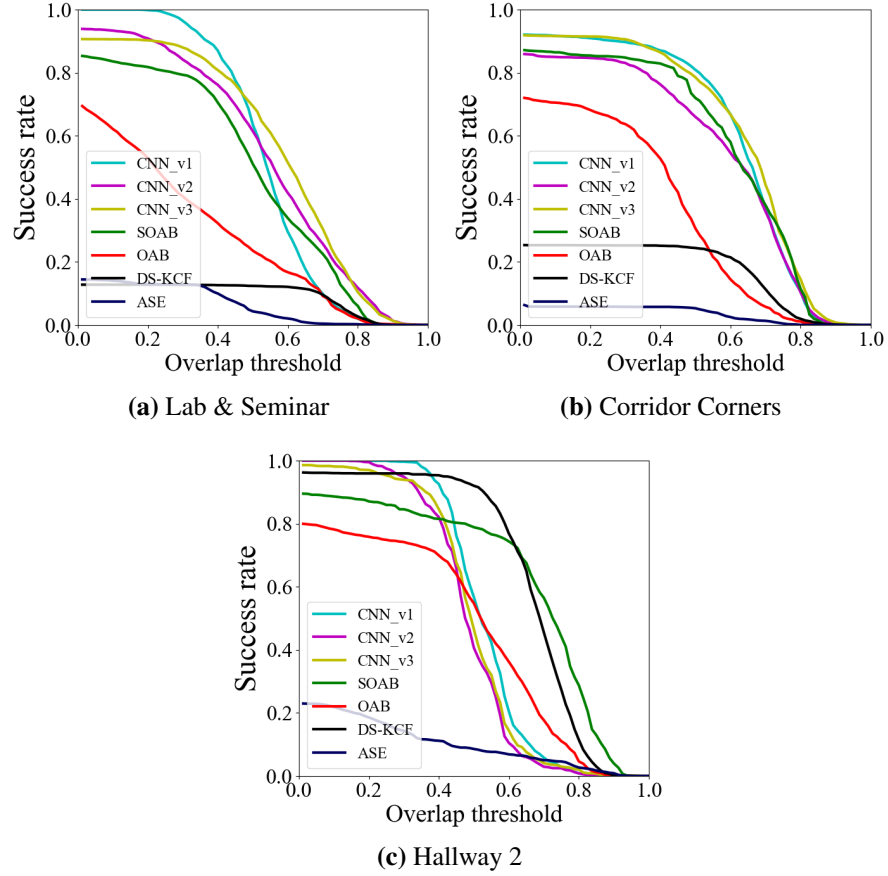 Success rate
1.0
0.8
0.6
0.4
0.2
0.0
CNN_v1
CNN_v2
CNN_v3
SOAB
OAB
DS-KCF
ASE
0.0 0.2 0.4 0.6 0.8 1.0
Overlap threshold
(a) Lab & Seminar
Success rate
1.0
0.8
0.6
0.4
0.2
0.0
CNN_v1
CNN_v2
CNN_v3
SOAB
OAB
DS-KCF
ASE
0.0 0.2 0.4 0.6 0.8 1.0
Overlap threshold
(b) Corridor Corners
Success rate
1.0
0.8
0.6
0.4
0.2
0.0
CNN_v1
CNN_v2
CNN_v3
SOAB
OAB
DS-KCF
ASE
0.0 0.2 0.4 0.6 0.8 1.0
Overlap threshold
(c) Hallway 2